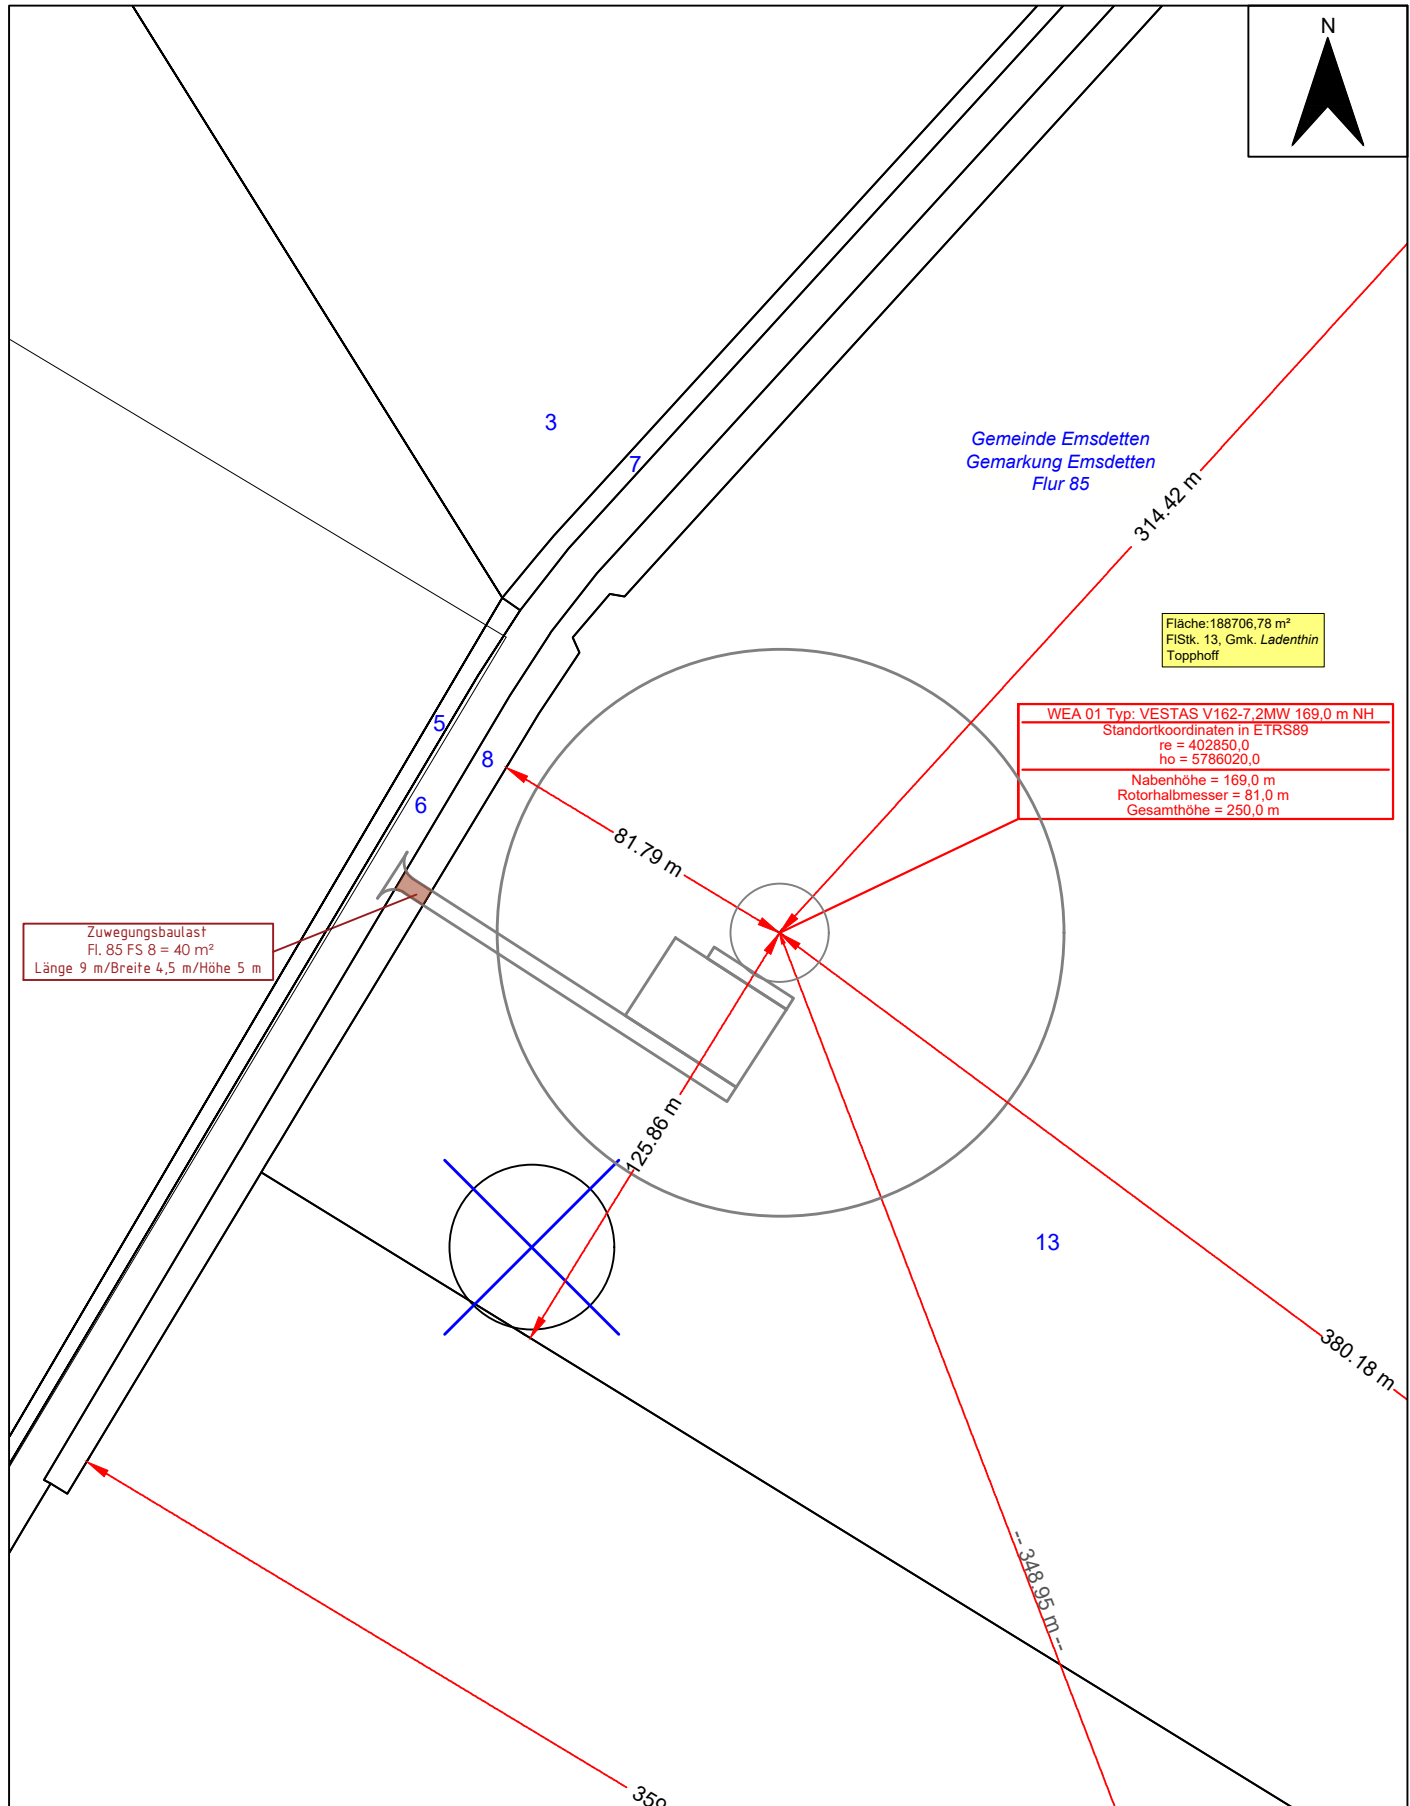 N
3
7
Gemeinde Emsdetten
Gemarkung Emsdetten
Flur 85
314.42 m
Fläche:188706,78 m²
FlStk. 13, Gmk. Ladenthin
Topphoff
WEA 01 Typ: VESTAS V162-7,2MW 169,0 m NH
Standortkoordinaten in ETRS89
re = 402850,0
ho = 5786020,0
Nabenhöhe = 169,0 m
Rotorhalbmesser = 81,0 m
Gesamthöhe = 250,0 m
5
8
6
81.79 m
Zuwegungsbaulast
Fl. 85 FS 8 = 40 m²
Länge 9 m/Breite 4,5 m/Höhe 5 m
125.86 m
13
380.18 m
-- 348.95 m --
359